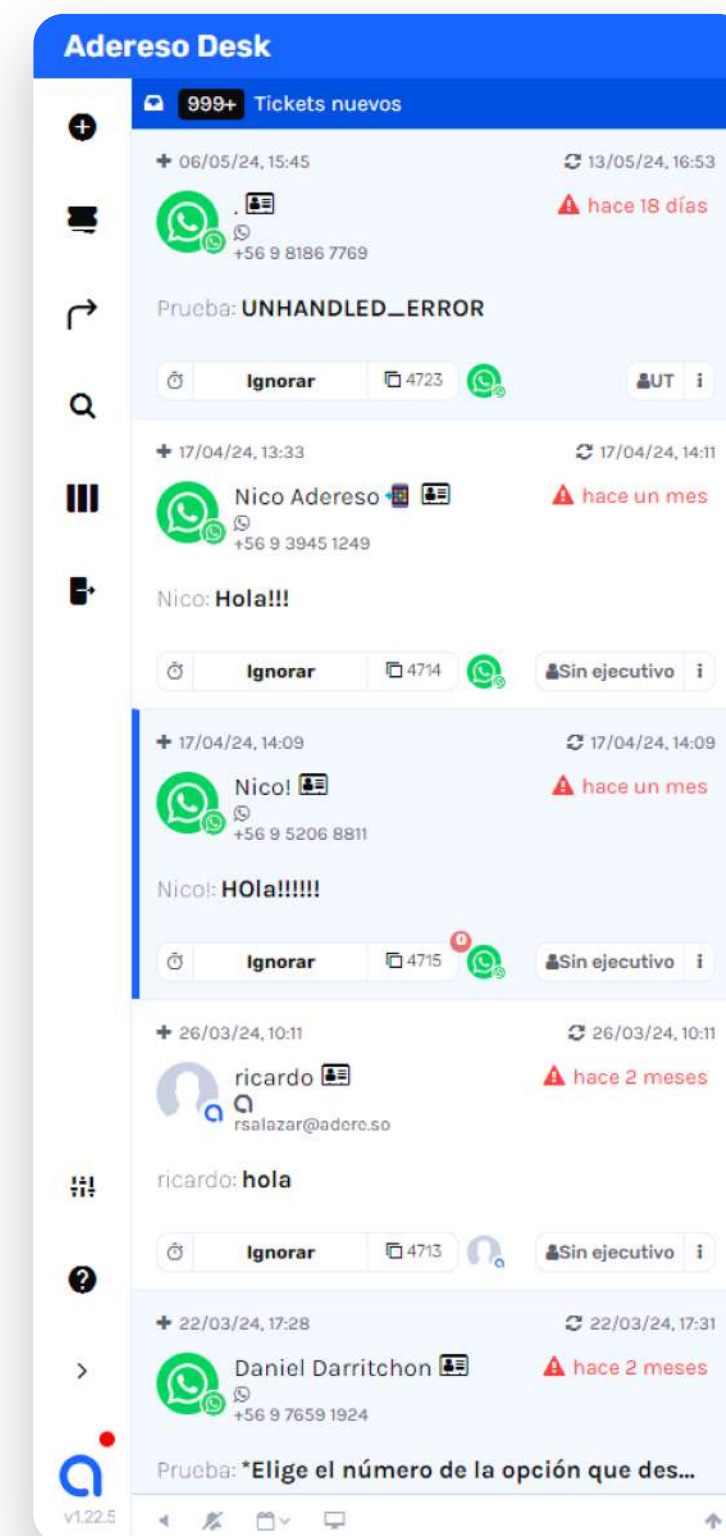 Adereso Desk
999+ Tickets nuevos
06/05/24, 15:45 13/05/24, 16:53
. hace 18 días
+56 9 8186 7769
Prueba: UNHANDLED_ERROR
Ignorar 4723 UT
17/04/24, 13:33 17/04/24, 14:11
Nico Adereso hace un mes
+56 9 3945 1249
Nico: Hola!!!
Ignorar 4714 Sin ejecutivo
17/04/24, 14:09 17/04/24, 14:09
Nico! hace un mes
+56 9 5206 8811
Nico!: HOla!!!!!!
Ignorar 4715 Sin ejecutivo
26/03/24, 10:11 26/03/24, 10:11
ricardo hace 2 meses
rsalazar@adere.so
ricardo: hola
Ignorar 4713 Sin ejecutivo
22/03/24, 17:28 22/03/24, 17:31
Daniel Darritchon hace 2 meses
+56 9 7659 1924
Prueba: *Elige el número de la opción que des...
v1.22.5